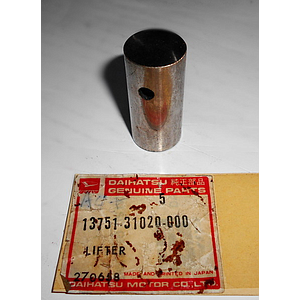 DAIHATSU 純正部品
GENUINE PARTS
5
13751-31020-000
LIFTER
MADE AND PRINTED IN JAPAN
DAIHATSU MOTOR CO., LTD.